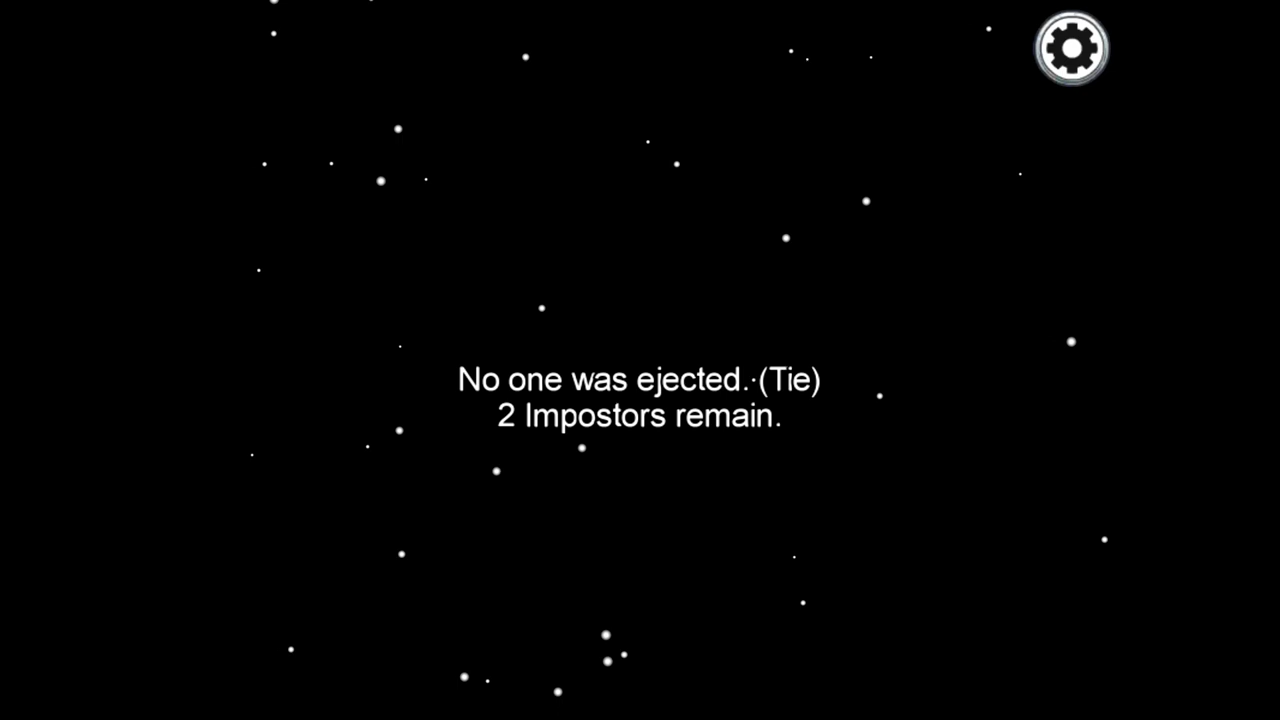 No one was ejected. (Tie)
2 Impostors remain.